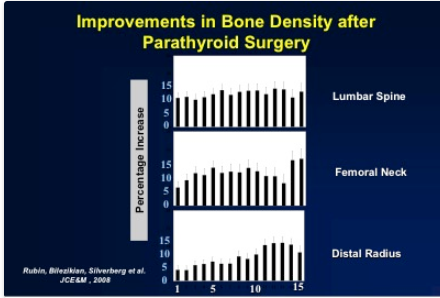 Improvements in Bone Density after
Parathyroid Surgery
Percentage Increase
15
10
5
0
Lumbar Spine
15
10
5
0
Femoral Neck
15
10
5
0
Distal Radius
1 5 10 15
Rubin, Bilezikian, Silverberg et al.
JCE&M , 2008